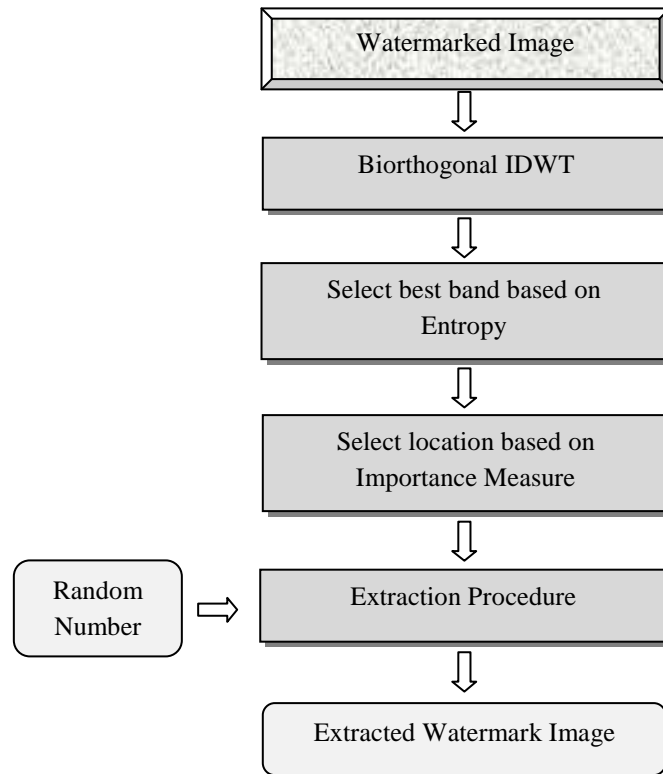 Watermarked Image
Biorthogonal IDWT
Select best band based on
Entropy
Select location based on
Importance Measure
Random
Number
Extraction Procedure
Extracted Watermark Image